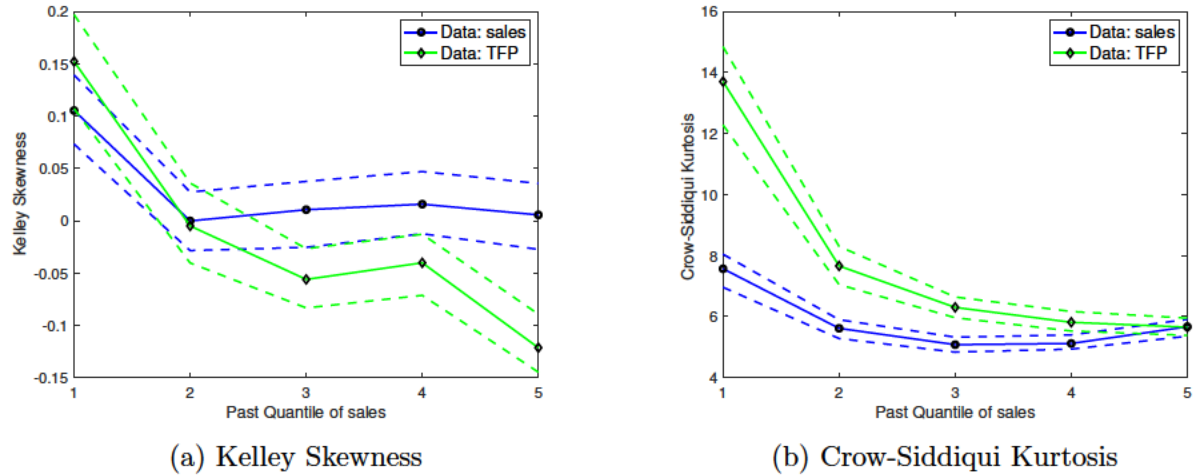 0.2
0.15
0.1
0.05
0
-0.05
-0.1
-0.15
Kelley Skewness
1 2 3 4 5
Past Quantile of sales
Data: sales
Data: TFP
(a) Kelley Skewness
16
14
12
10
8
6
4
Crow-Siddiqui Kurtosis
1 2 3 4 5
Past Quantile of sales
Data: sales
Data: TFP
(b) Crow-Siddiqui Kurtosis